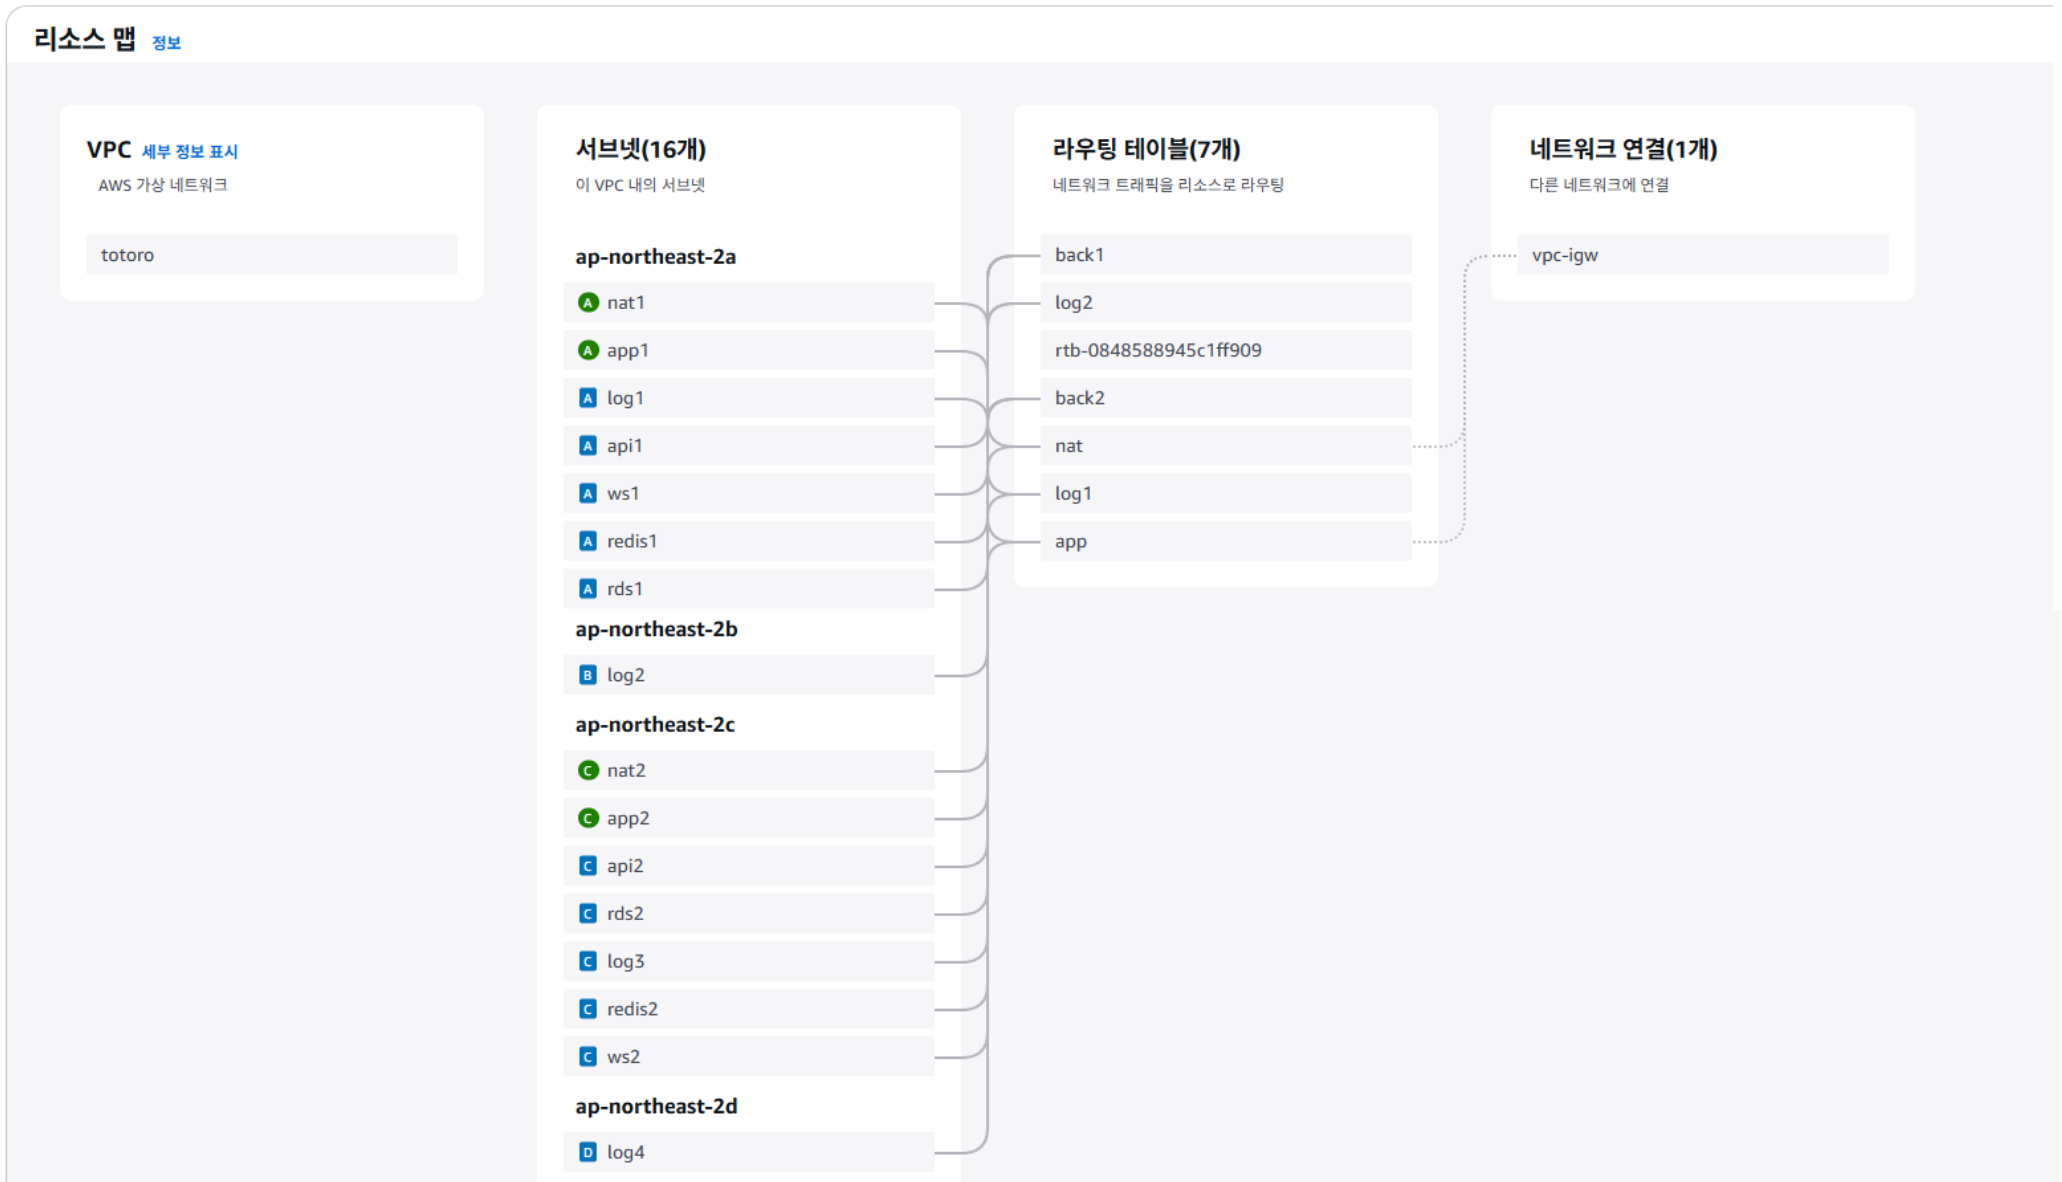 리소스 맵 정보
VPC 세부 정보 표시
AWS 가상 네트워크
totoro
서브넷(16개)
이 VPC 내의 서브넷
ap-northeast-2a
A nat1
A app1
A log1
A api1
A ws1
A redis1
A rds1
ap-northeast-2b
B log2
ap-northeast-2c
C nat2
C app2
C api2
C rds2
C log3
C redis2
C ws2
ap-northeast-2d
D log4
라우팅 테이블(7개)
네트워크 트래픽을 리소스로 라우팅
back1
log2
rtb-0848588945c1ff909
back2
nat
log1
app
네트워크 연결(1개)
다른 네트워크에 연결
vpc-igw